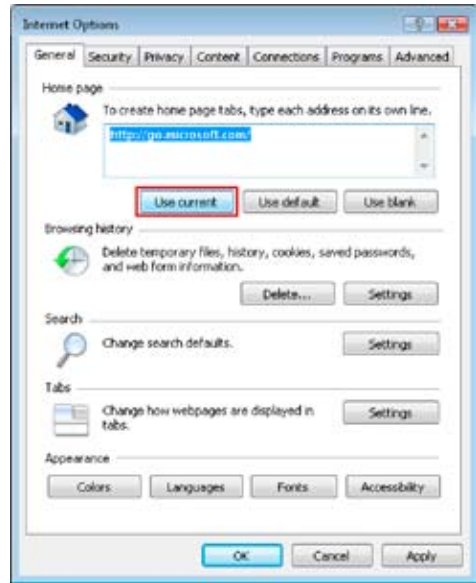 Internet Options
General Security Privacy Content Connections Programs Advanced
Home page
To create home page tabs, type each address on its own line.
http://go.microsoft.com/
Use current Use default Use blank
Browsing history
Delete temporary files, history, cookies, saved passwords,
and web form information.
Delete... Settings
Search
Change search defaults. Settings
Tabs
Change how webpages are displayed in
tabs.
Settings
Appearance
Colors Languages Fonts Accessibility
OK Cancel Apply